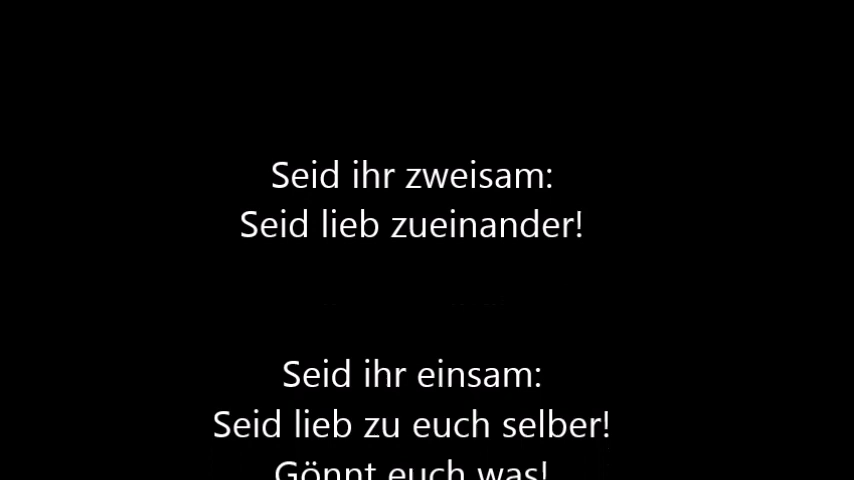 Seid ihr zweisam:
Seid lieb zueinander!
Seid ihr einsam:
Seid lieb zu euch selber!
Gönnt euch was!